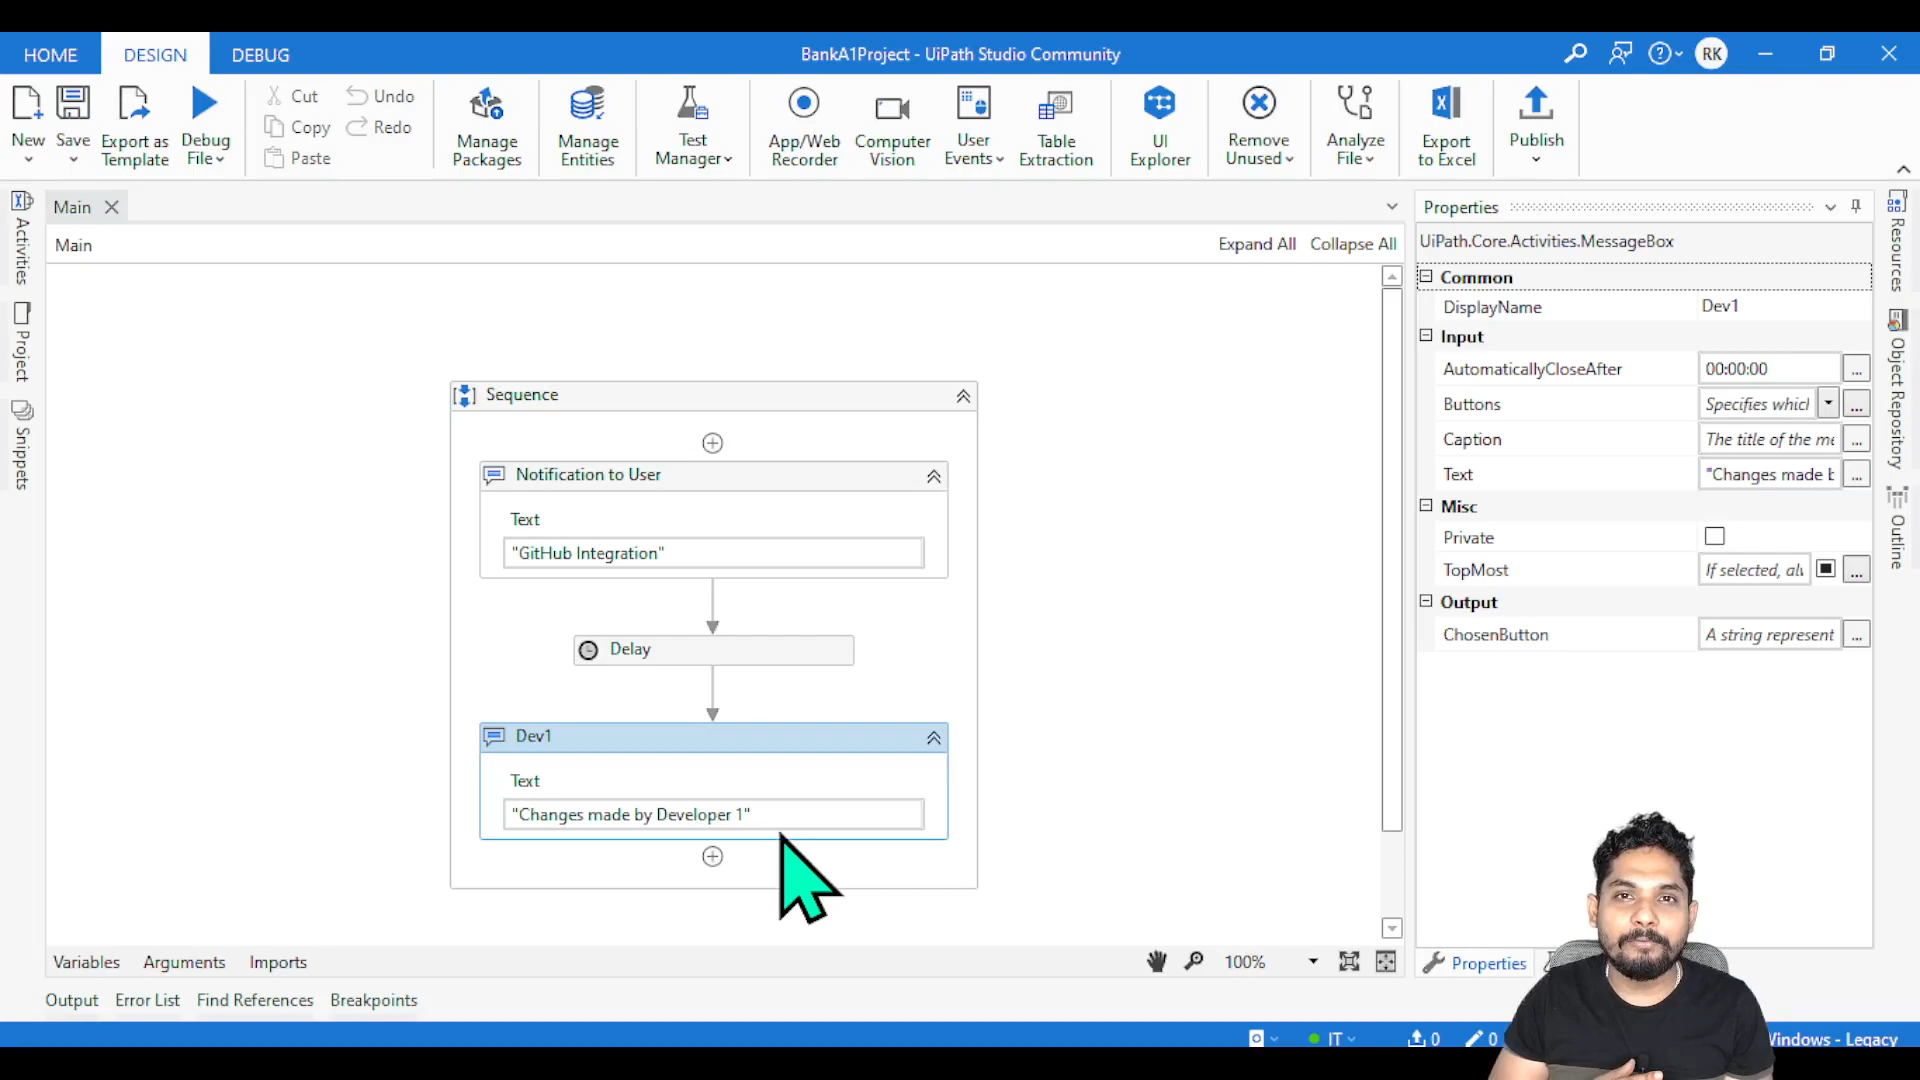 HOME DESIGN DEBUG
BankA1Project - UiPath Studio Community
RK
New
Save
Export as
Template
Debug
File
Cut
Copy
Paste
Undo
Redo
Manage
Packages
Manage
Entities
Test
Manager
App/Web
Recorder
Computer
Vision
User
Events
Table
Extraction
UI
Explorer
Remove
Unused
Analyze
File
Export
to Excel
Publish
Activities
Project
Snippets
Main
Main
Expand All Collapse All
Sequence
Notification to User
Text
"GitHub Integration"
Delay
Dev1
Text
"Changes made by Developer 1"
Variables Arguments Imports
100%
Output Error List Find References Breakpoints
Properties
UiPath.Core.Activities.MessageBox
Common
DisplayName Dev1
Input
AutomaticallyCloseAfter 00:00:00 ...
Buttons Specifies which ...
Caption The title of the me ...
Text "Changes made b ...
Misc
Private
TopMost If selected, alw ...
Output
ChosenButton A string represent ...
Properties
Resources
Object Repository
Outline
IT 0 0 Windows - Legacy